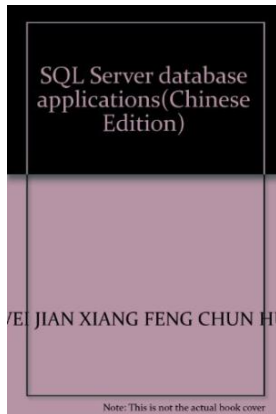 SQL Server database
applications(Chinese
Edition)
JIAN XIANG FENG CHUN
Note: This is not the actual book cover